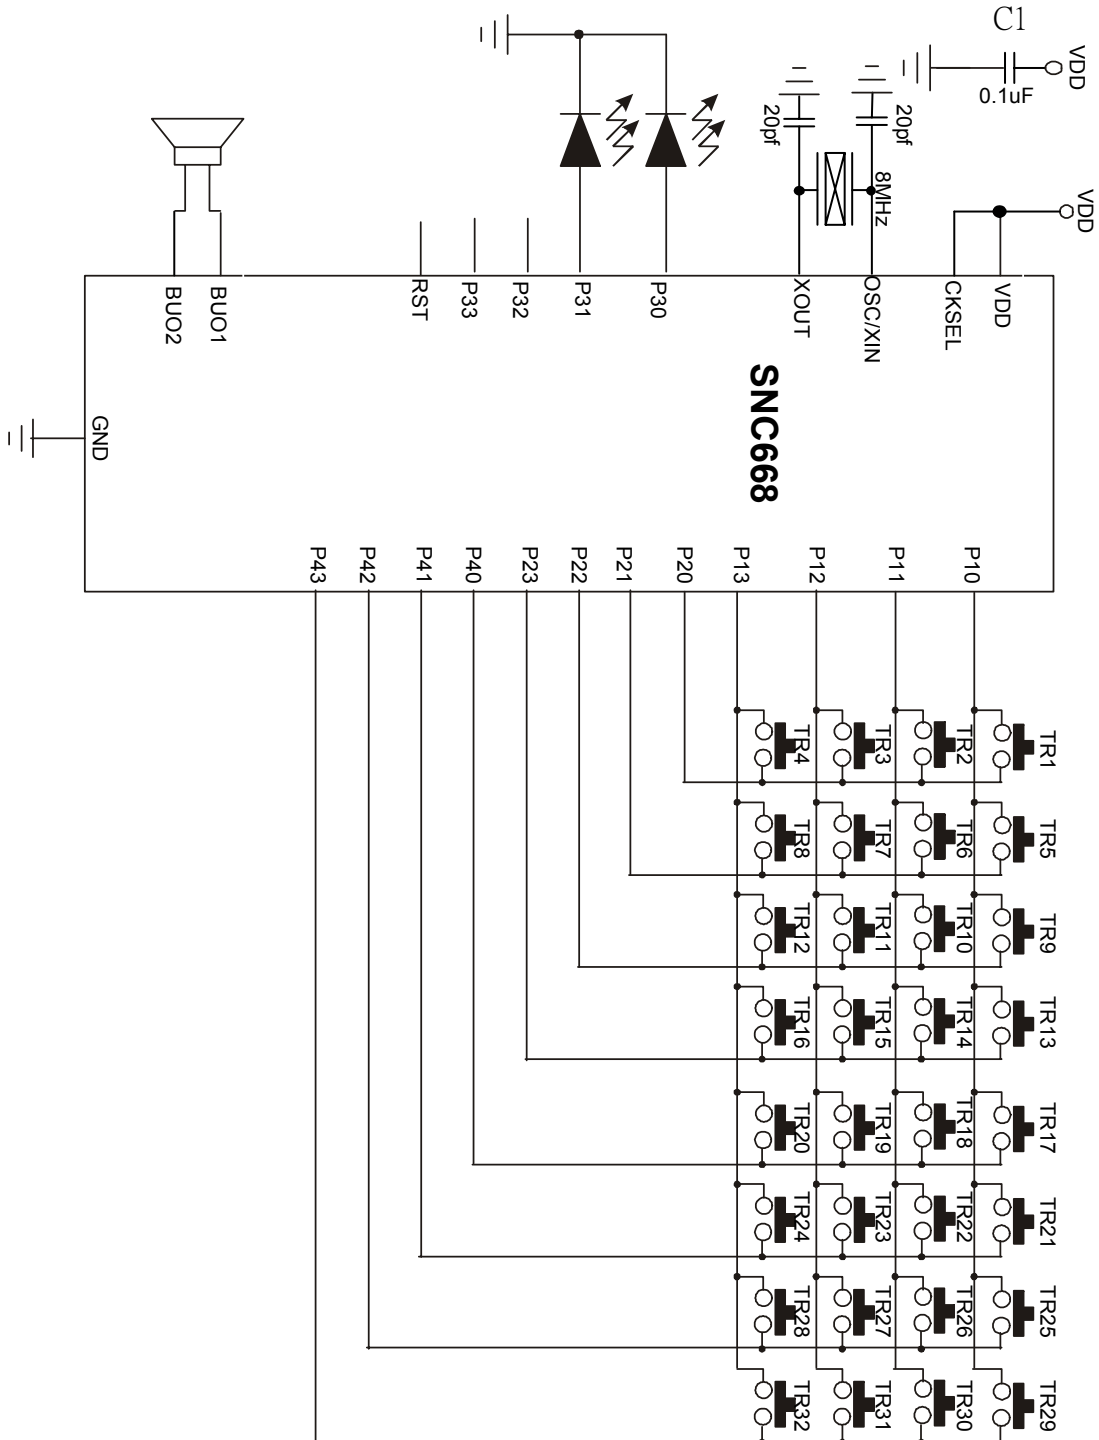 C1
VDD
0.1uF
20pf
20pf
8MHz
VDD
BUO2
BUO1
RST
P33
P32
P31
P30
XOUT
OSC/XIN
CKSEL
VDD
SNC668
GND
P43
P42
P41
P40
P23
P22
P21
P20
P13
P12
P11
P10
TR4
TR3
TR2
TR1
TR8
TR7
TR6
TR5
TR12
TR11
TR10
TR9
TR16
TR15
TR14
TR13
TR20
TR19
TR18
TR17
TR24
TR23
TR22
TR21
TR28
TR27
TR26
TR25
TR32
TR31
TR30
TR29